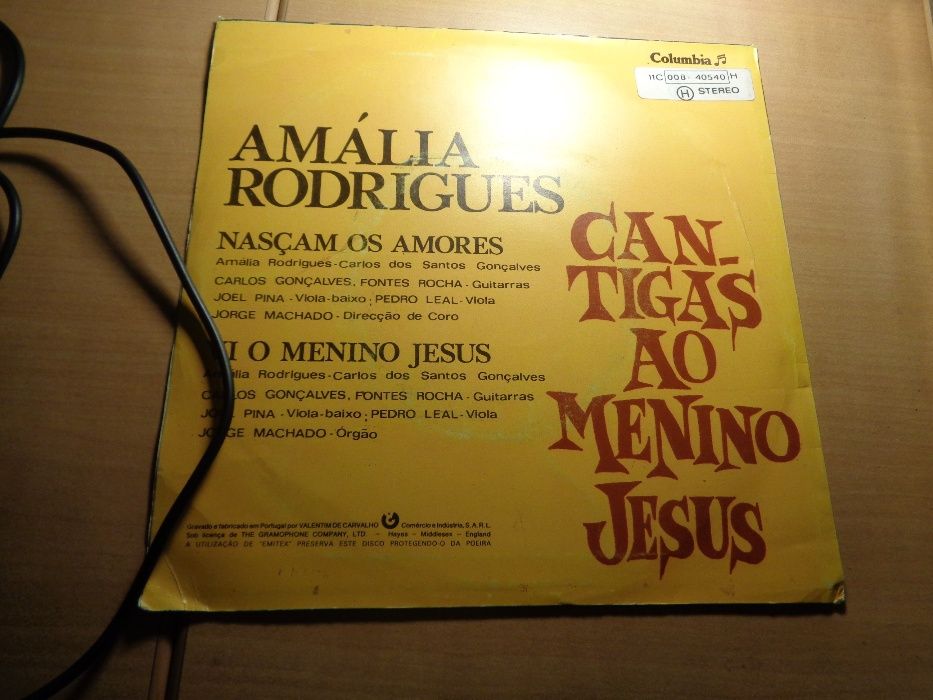 Columbia
11C 008 40540 H
H STEREO
AMÁLIA
RODRIGUES
NASÇAM OS AMORES
Amália Rodrigues-Carlos dos Santos Gonçalves
CARLOS GONÇALVES, FONTES ROCHA-Guitarras
JOEL PINA-Viola-baixo; PEDRO LEAL-Viola
JORGE MACHADO-Direcção de Coro
O MENINO JESUS
Amália Rodrigues-Carlos dos Santos Gonçalves
CARLOS GONÇALVES, FONTES ROCHA-Guitarras
JOEL PINA-Viola-baixo; PEDRO LEAL-Viola
JORGE MACHADO-Órgão
CAN-
TIGAS
AO
MENINO
JESUS
Gravado e fabricado em Portugal por VALENTIM DE CARVALHO Comércio e Indústria, S.A.R.L.
Sob licença de THE GRAMOPHONE COMPANY, LTD - Hayes - Middlesex - England
A UTILIZAÇÃO DE "EMITEX" PRESERVA ESTE DISCO PROTEGENDO-O DA POEIRA